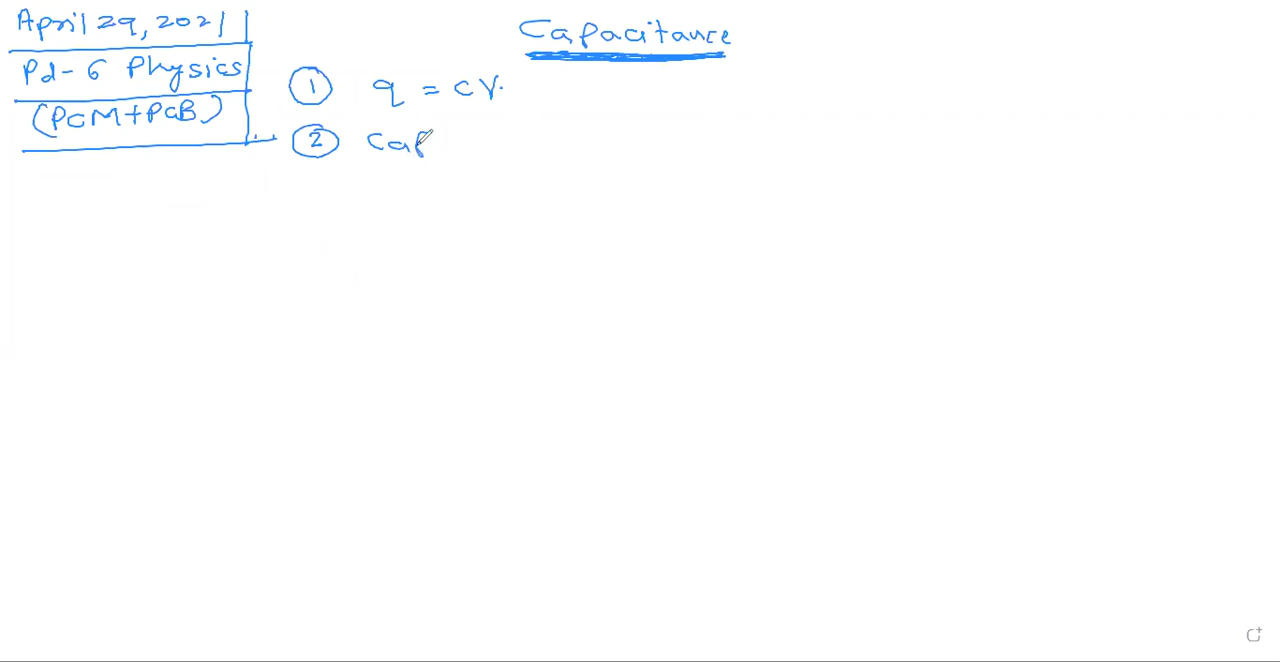 April 29, 2021
Pd-6 Physics
(PCM+PCB)
Capacitance
① q = CV.
② Cap